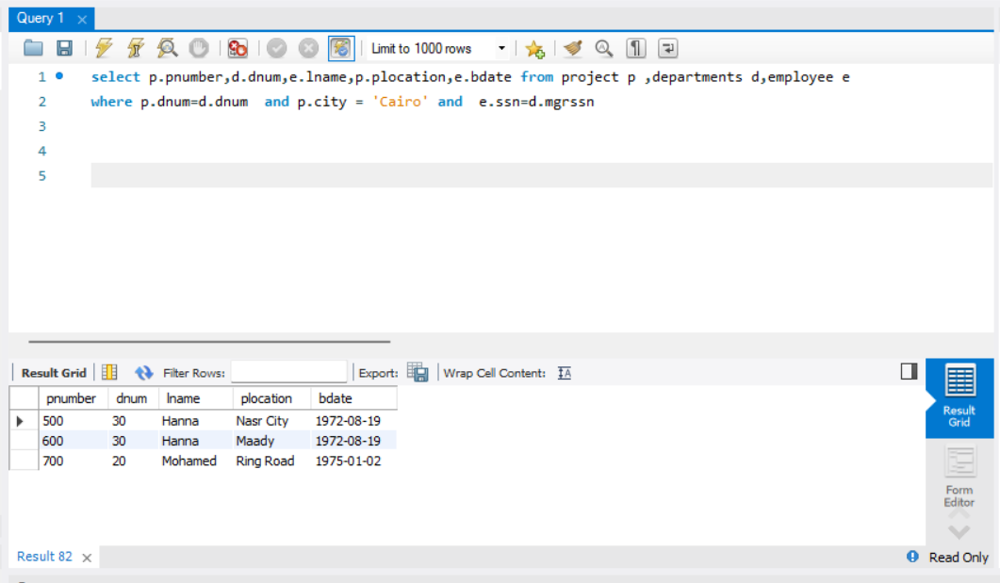 Query 1
Limit to 1000 rows
1 select p.pnumber,d.dnum,e.lname,p.plocation,e.bdate from project p ,departments d,employee e
2 where p.dnum=d.dnum and p.city = 'Cairo' and e.ssn=d.mgrssn
3
4
5
Result Grid Filter Rows: Export: Wrap Cell Content:
pnumber dnum lname plocation bdate
500 30 Hanna Nasr City 1972-08-19
600 30 Hanna Maady 1972-08-19
700 20 Mohamed Ring Road 1975-01-02
Result
Grid
Form
Editor
Result 82
Read Only